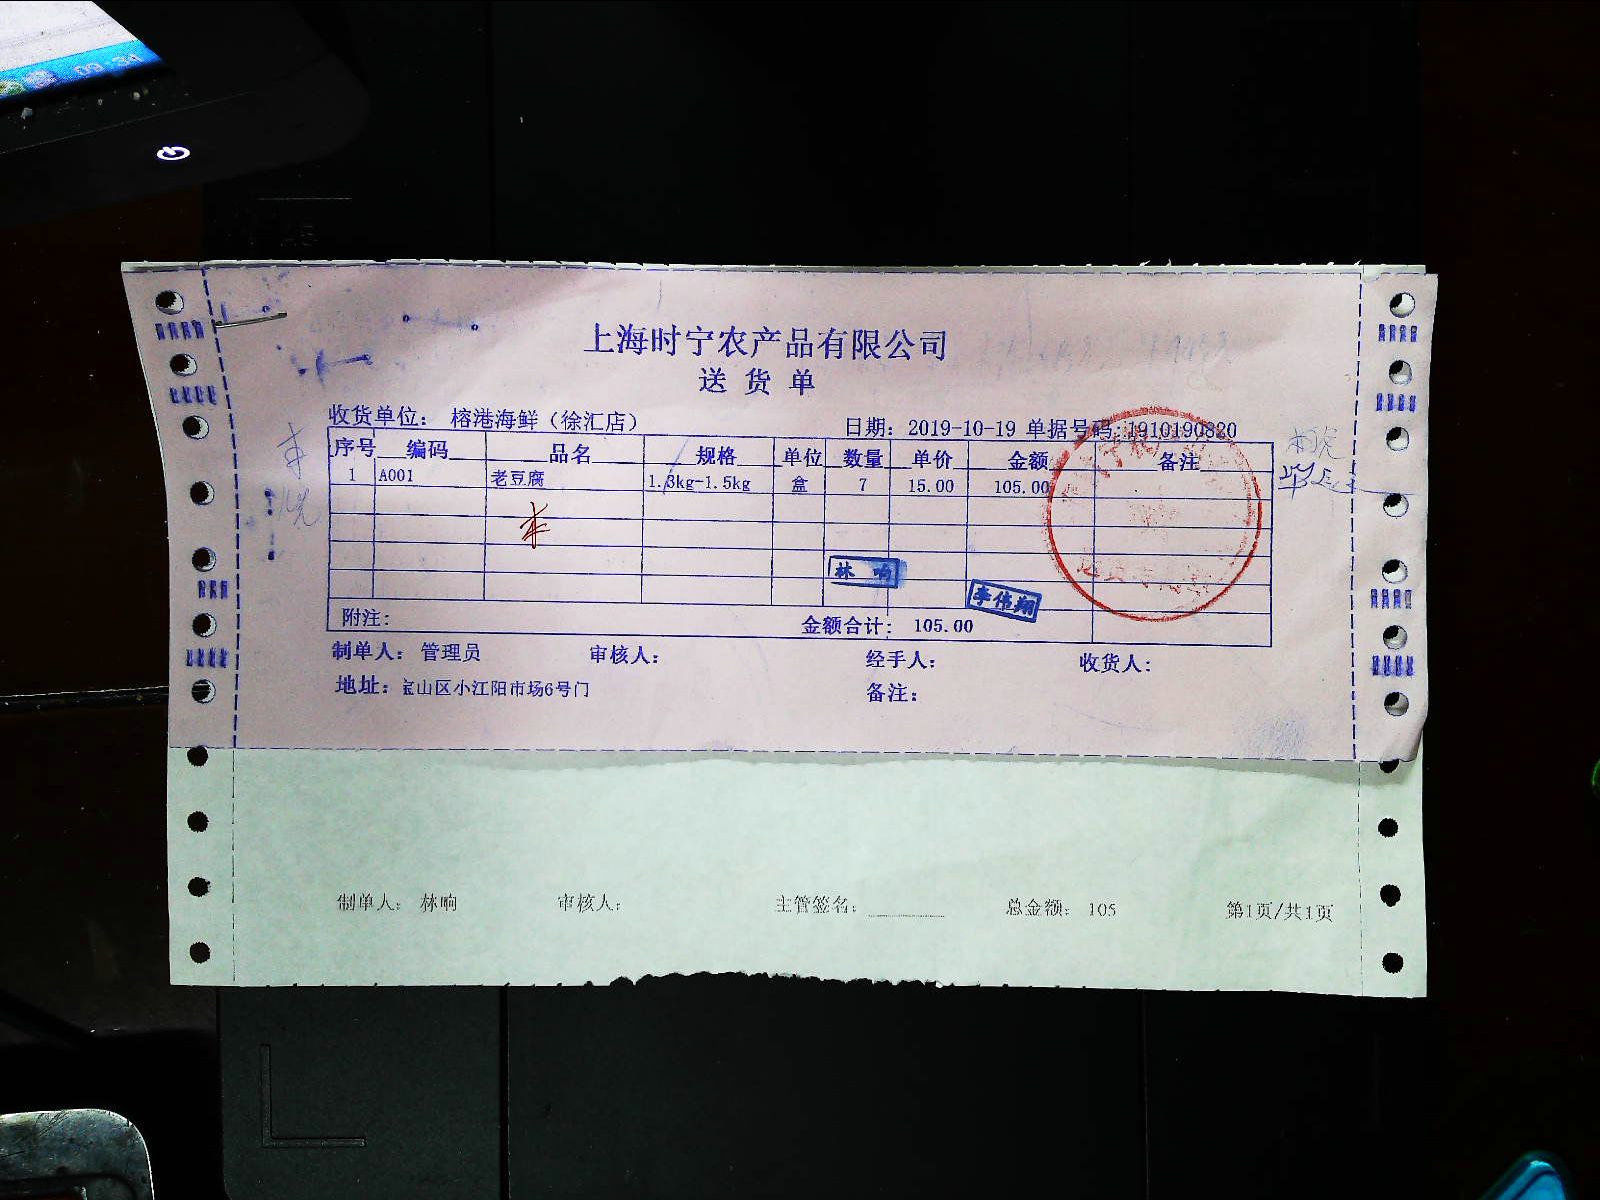 09:34
上海时宁农产品有限公司
送货单
收货单位: 榕港海鲜(徐汇店) 日期: 2019-10-19 单据号码: 1910190820
序号 编码 品名 规格 单位 数量 单价 金额 备注
1 A001 老豆腐 1.3kg-1.5kg 盒 7 15.00 105.00
林 响
李伟翔
附注: 金额合计: 105.00
制单人: 管理员 审核人: 经手人: 收货人:
地址: 宝山区小江阳市场6号门 备注:
制单人: 林响 审核人: 主管签名: 总金额: 105 第1页/共1页